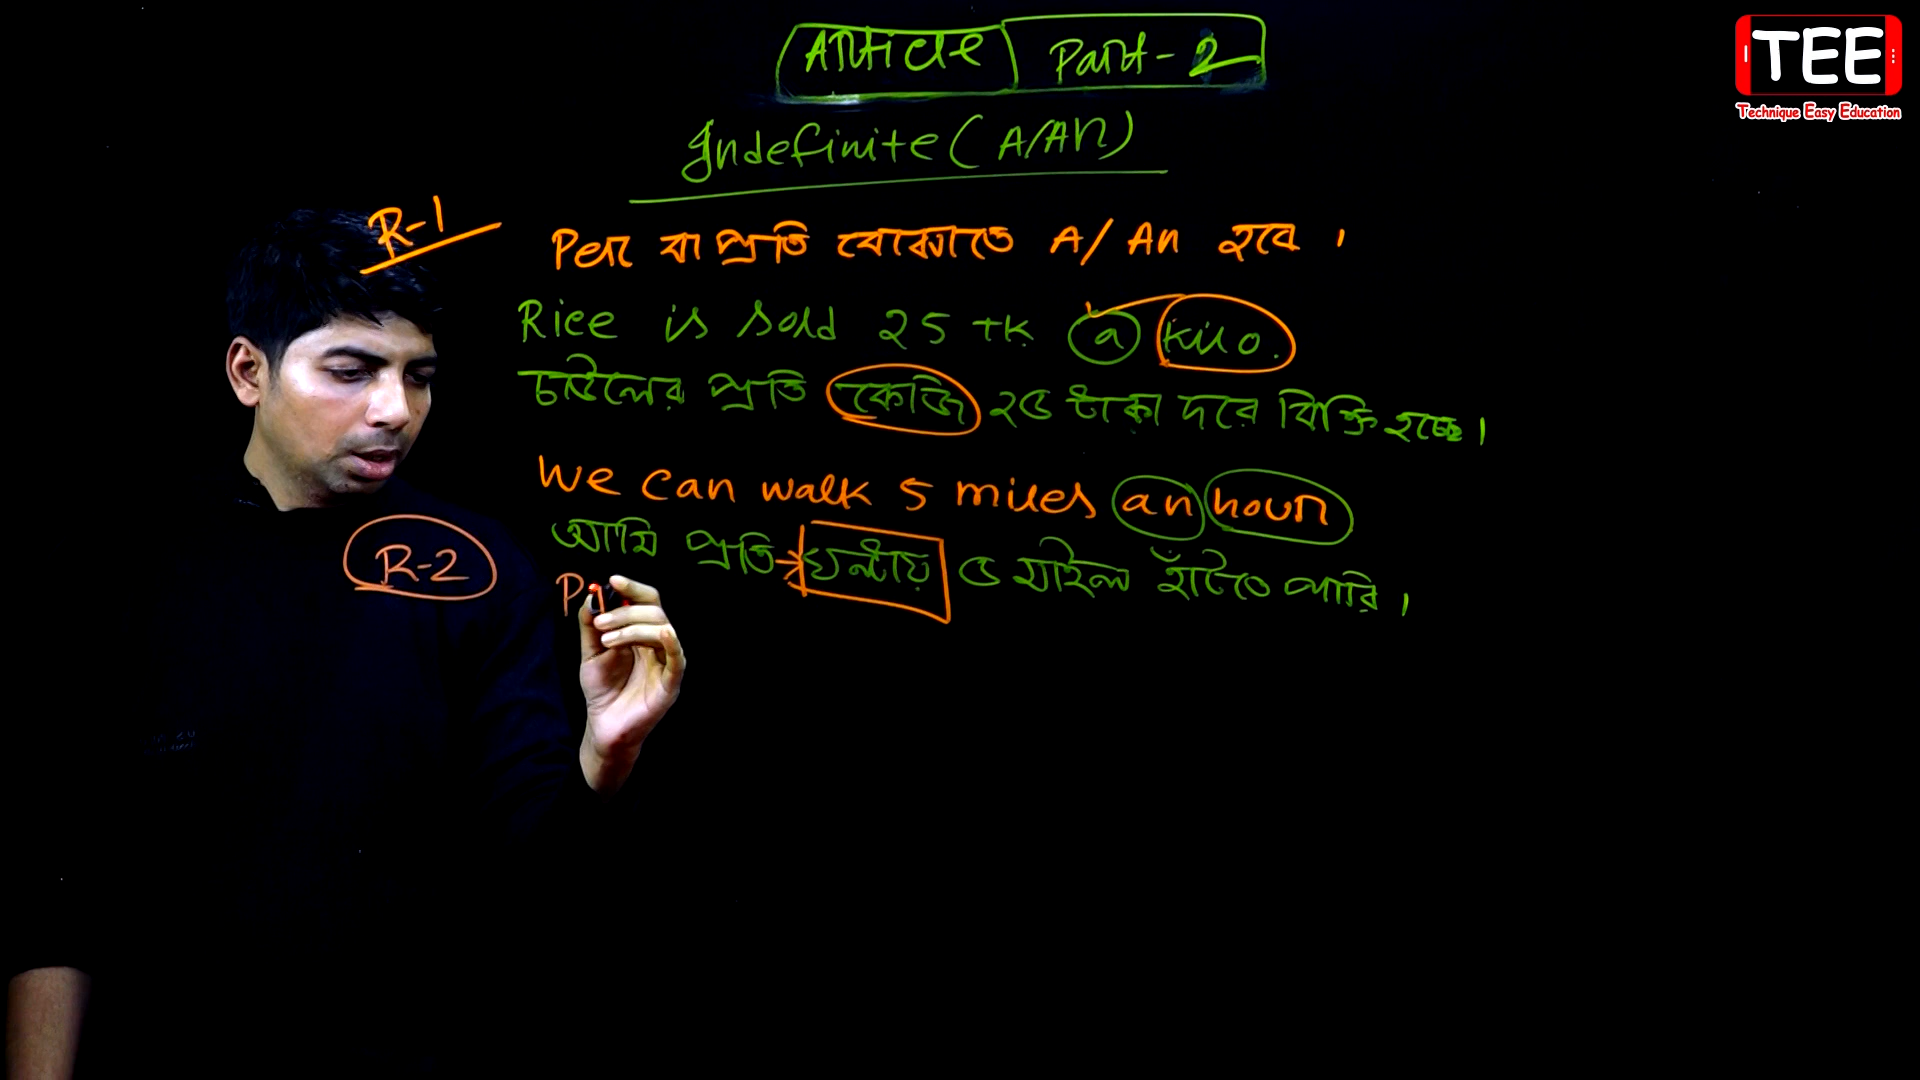 Article Part-2
TEE
Technique Easy Education
Indefinite (A/An)
R-1
Per বা প্রতি বোঝাতে A/An হবে।
Rice is sold 25 tk a kilo.
চাউলের প্রতি কেজি ২৫ টাকা দরে বিক্রি হচ্ছে।
We can walk 5 miles an hour
আমি প্রতি ঘন্টায় ৫ মাইল হাঁটতে পারি।
R-2